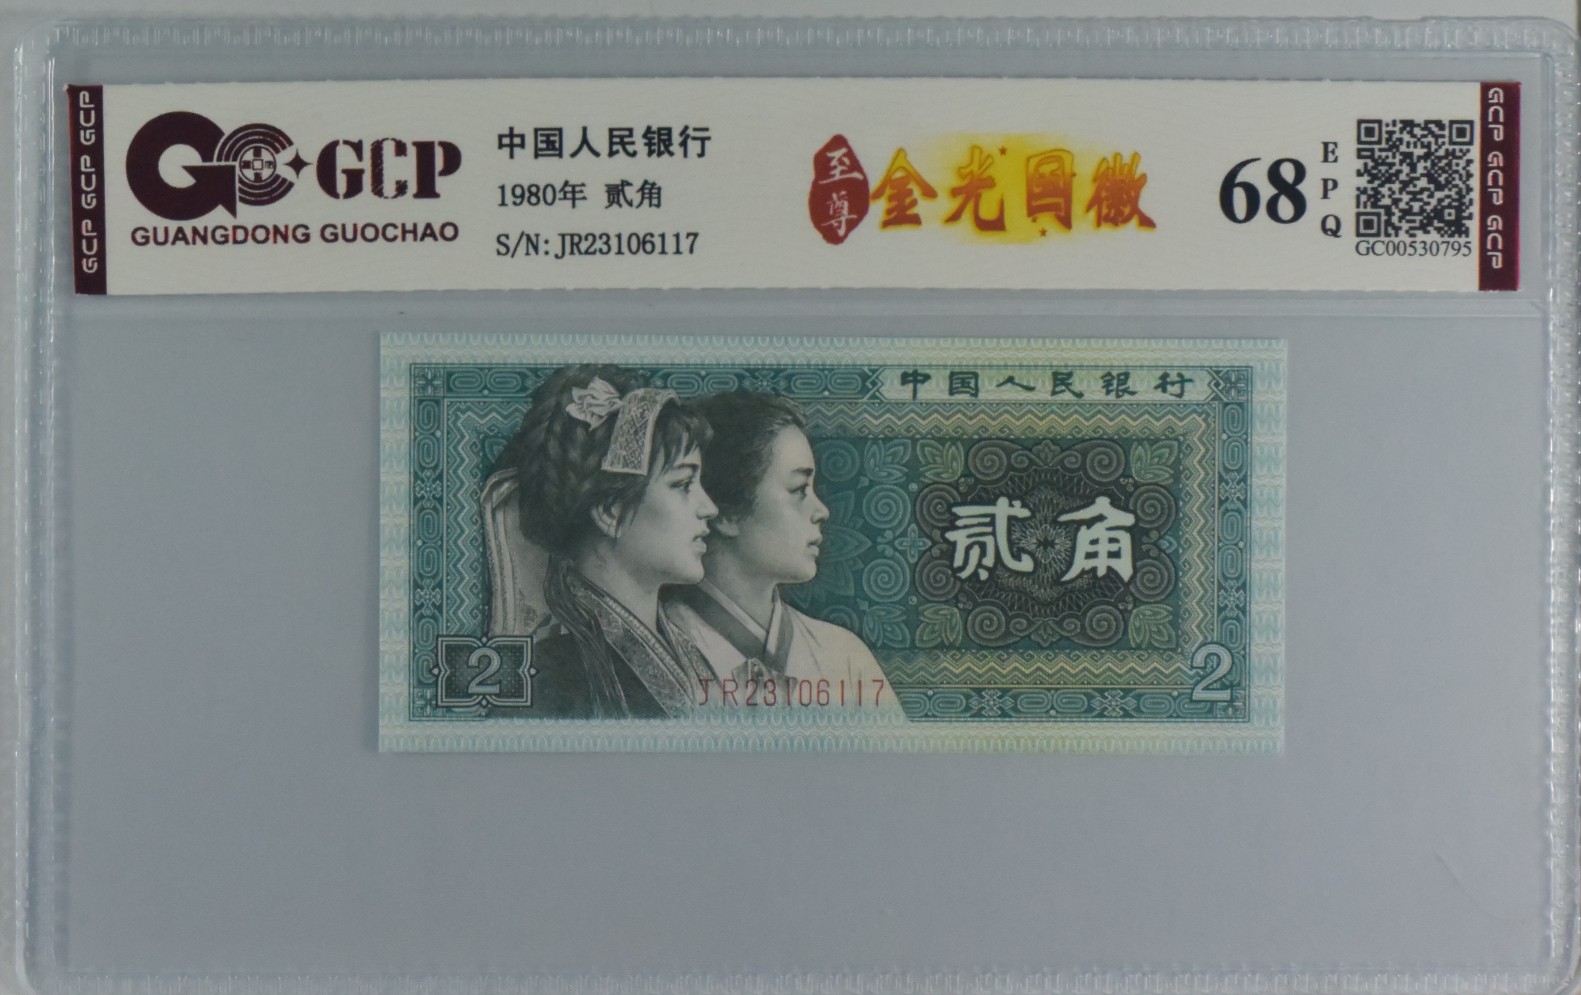 GCP GCP GCP
GCP
GUANGDONG GUOCHAO
中国人民银行
1980年 贰角
S/N:JR23106117
至尊
金光国徽
68
EPQ
GC00530795
GCP GCP GCP
中国人民银行
贰角
2
2
JR23106117